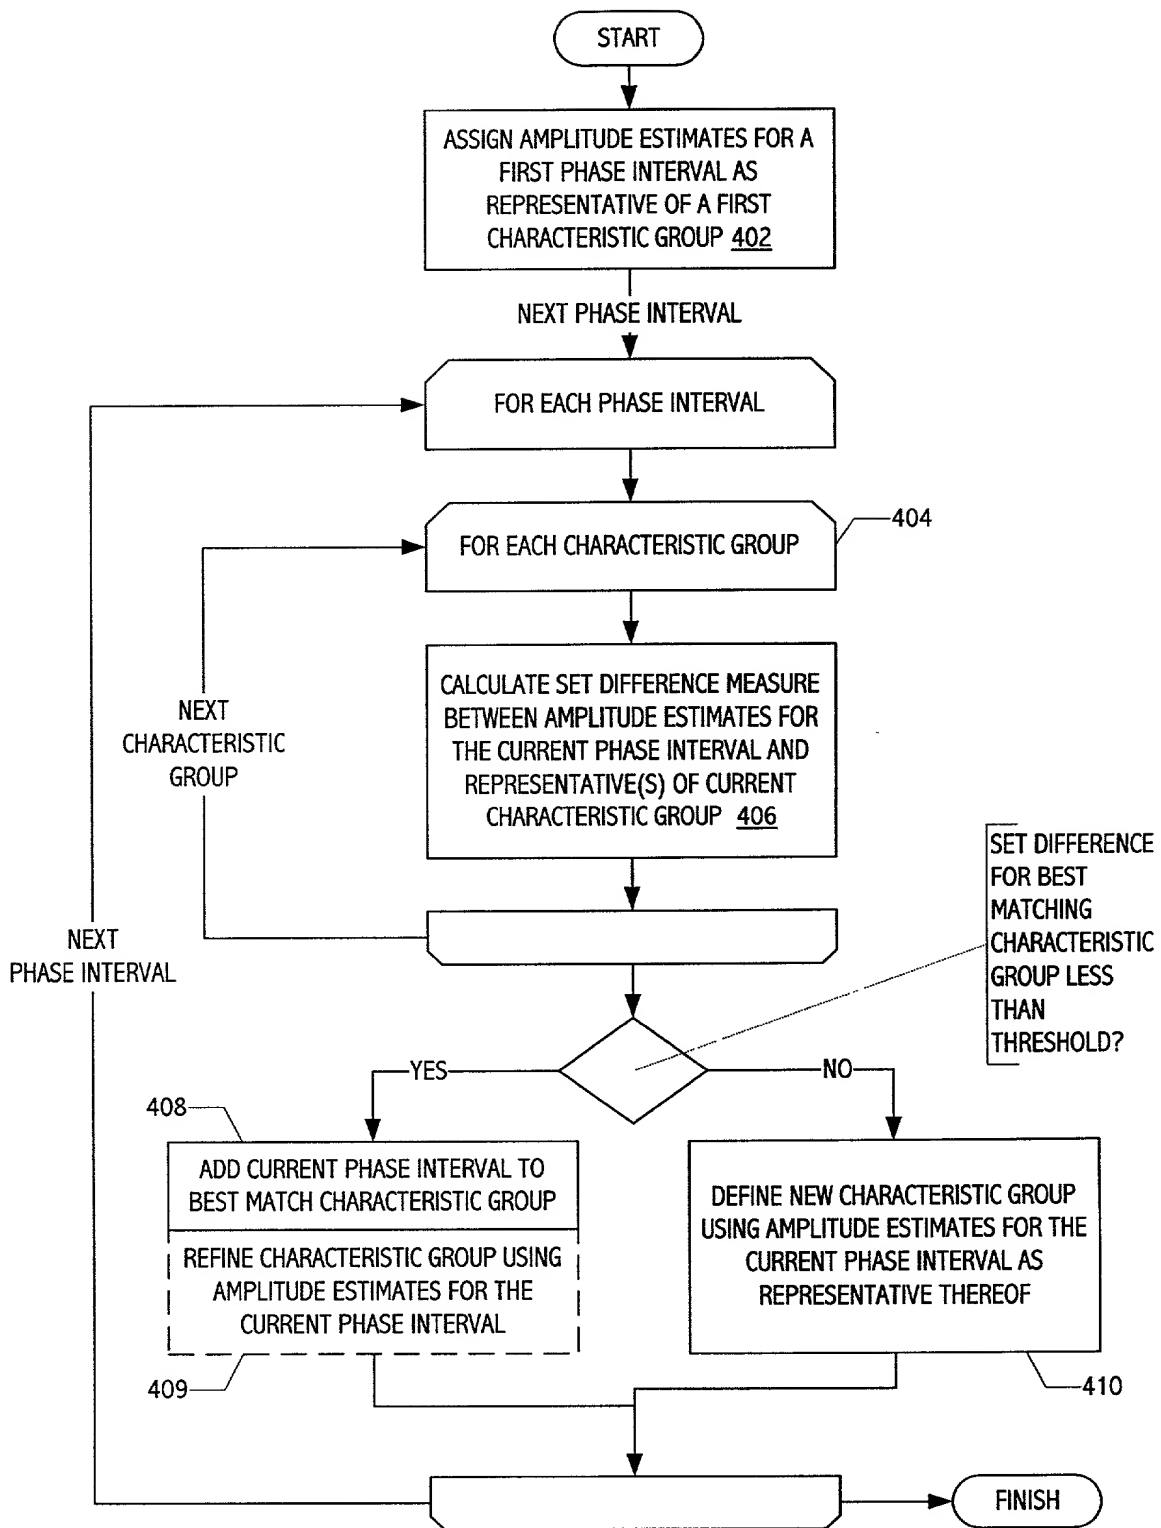 START
ASSIGN AMPLITUDE ESTIMATES FOR A
FIRST PHASE INTERVAL AS
REPRESENTATIVE OF A FIRST
CHARACTERISTIC GROUP 402
NEXT PHASE INTERVAL
FOR EACH PHASE INTERVAL
404
FOR EACH CHARACTERISTIC GROUP
CALCULATE SET DIFFERENCE MEASURE
BETWEEN AMPLITUDE ESTIMATES FOR
THE CURRENT PHASE INTERVAL AND
REPRESENTATIVE(S) OF CURRENT
CHARACTERISTIC GROUP 406
NEXT
CHARACTERISTIC
GROUP
NEXT
PHASE INTERVAL
SET DIFFERENCE
FOR BEST
MATCHING
CHARACTERISTIC
GROUP LESS
THAN
THRESHOLD?
YES
NO
408
ADD CURRENT PHASE INTERVAL TO
BEST MATCH CHARACTERISTIC GROUP
REFINE CHARACTERISTIC GROUP USING
AMPLITUDE ESTIMATES FOR THE
CURRENT PHASE INTERVAL
409
DEFINE NEW CHARACTERISTIC GROUP
USING AMPLITUDE ESTIMATES FOR THE
CURRENT PHASE INTERVAL AS
REPRESENTATIVE THEREOF
410
FINISH